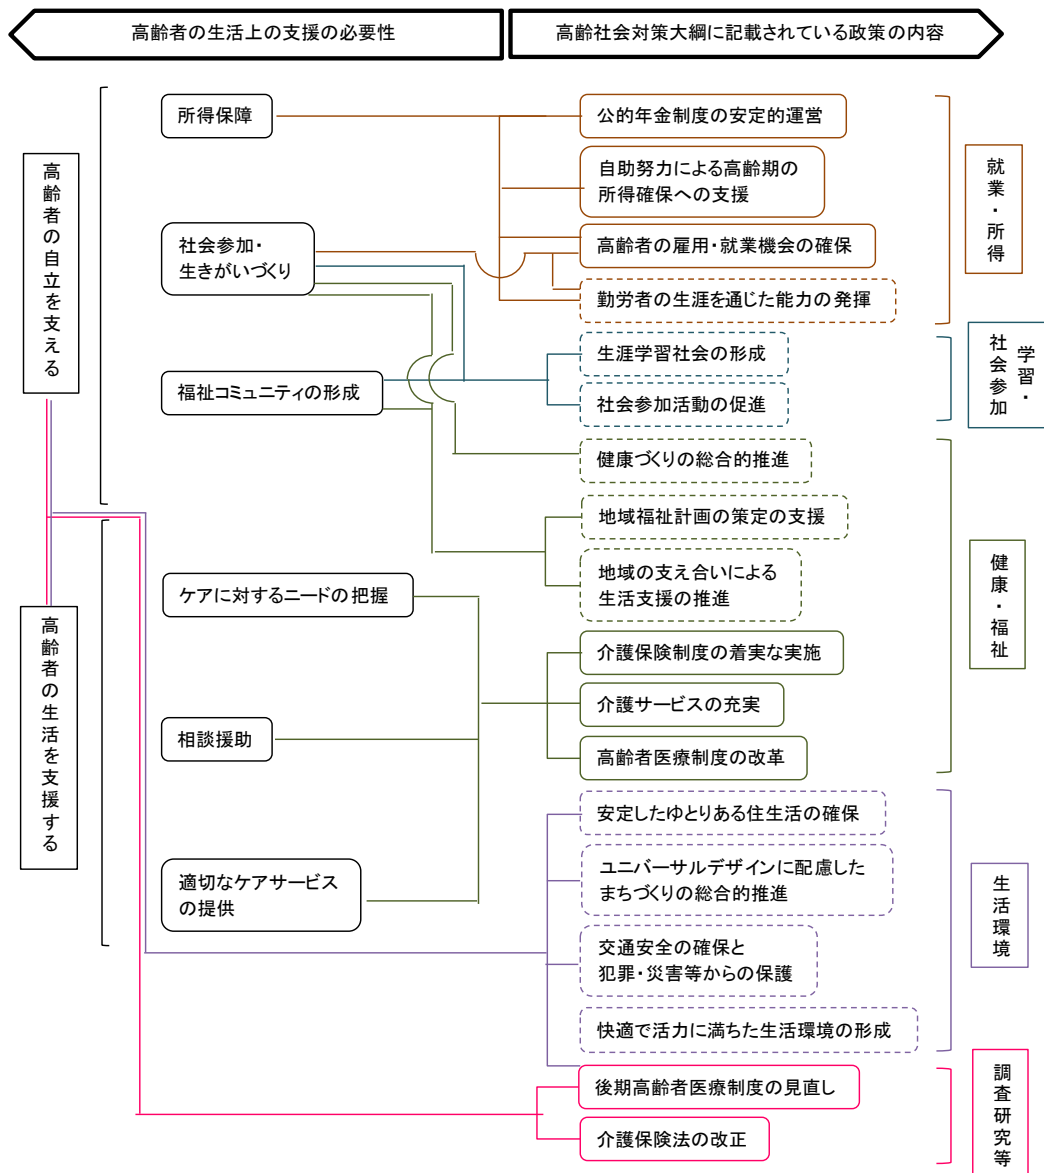 高齢者の生活上の支援の必要性
高齢社会対策大綱に記載されている政策の内容
高齢者の自立を支える
高齢者の生活を支援する
所得保障
社会参加・
生きがいづくり
福祉コミュニティの形成
ケアに対するニードの把握
相談援助
適切なケアサービス
の提供
公的年金制度の安定的運営
自助努力による高齢期の
所得確保への支援
高齢者の雇用・就業機会の確保
勤労者の生涯を通じた能力の発揮
生涯学習社会の形成
社会参加活動の促進
健康づくりの総合的推進
地域福祉計画の策定の支援
地域の支え合いによる
生活支援の推進
介護保険制度の着実な実施
介護サービスの充実
高齢者医療制度の改革
安定したゆとりある住生活の確保
ユニバーサルデザインに配慮した
まちづくりの総合的推進
交通安全の確保と
犯罪・災害等からの保護
快適で活力に満ちた生活環境の形成
後期高齢者医療制度の見直し
介護保険法の改正
就業・所得
学習・
社会参加
健康・福祉
生活環境
調査研究等